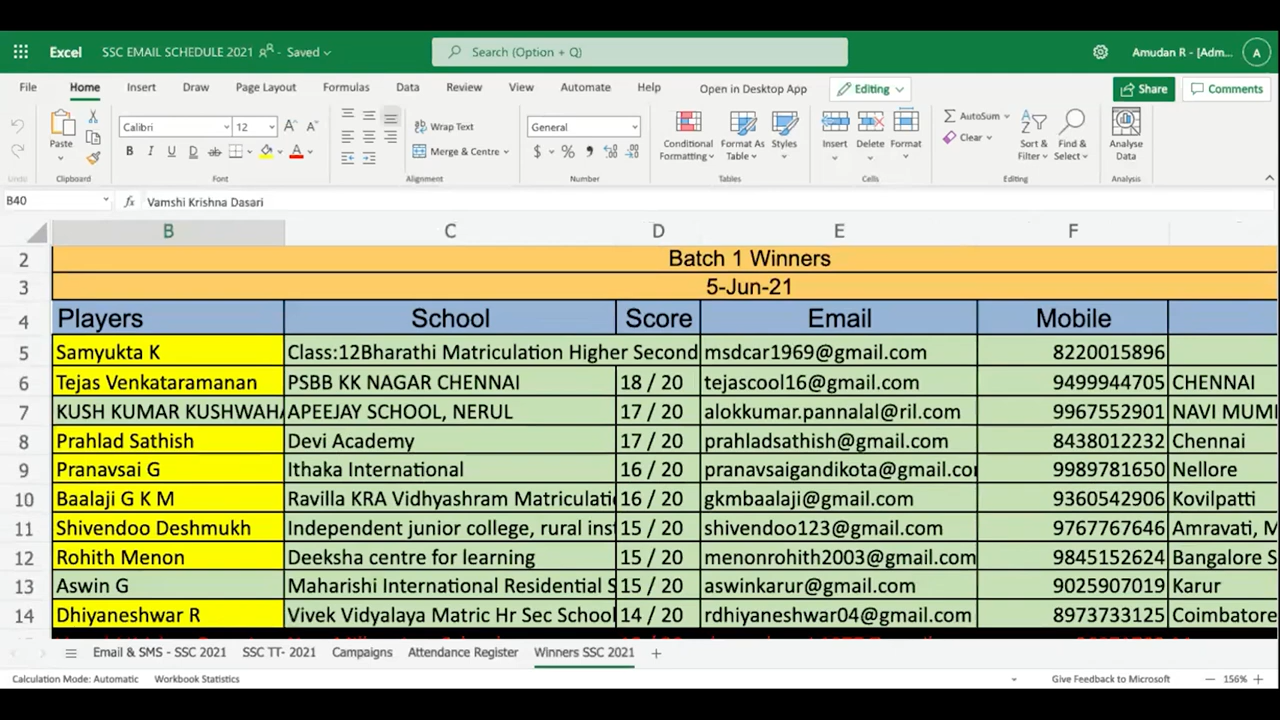 Excel SSC EMAIL SCHEDULE 2021 - Saved Search (Option + Q) Amudan R - [Adm... A
File Home Insert Draw Page Layout Formulas Data Review View Automate Help Open in Desktop App Editing Share Comments
Calibri 12 A A Wrap Text General AutoSum
Paste B I U D ab A Merge & Centre $ % Conditional Formatting Format As Table Styles Insert Delete Format Clear Sort & Filter Find & Select Analyse Data
Undo Clipboard Font Alignment Number Tables Cells Editing Analysis
B40 fx Vamshi Krishna Dasari
B C D E F
2 Batch 1 Winners
3 5-Jun-21
4 Players School Score Email Mobile
5 Samyukta K Class:12Bharathi Matriculation Higher Second msdcar1969@gmail.com 8220015896
6 Tejas Venkataramanan PSBB KK NAGAR CHENNAI 18 / 20 tejascool16@gmail.com 9499944705 CHENNAI
7 KUSH KUMAR KUSHWAHA APEEJAY SCHOOL, NERUL 17 / 20 alokkumar.pannalal@ril.com 9967552901 NAVI MUM
8 Prahlad Sathish Devi Academy 17 / 20 prahladsathish@gmail.com 8438012232 Chennai
9 Pranavsai G Ithaka International 16 / 20 pranavsaigandikota@gmail.co 9989781650 Nellore
10 Baalaji G K M Ravilla KRA Vidhyashram Matriculati 16 / 20 gkmbaalaji@gmail.com 9360542906 Kovilpatti
11 Shivendoo Deshmukh Independent junior college, rural inst 15 / 20 shivendoo123@gmail.com 9767767646 Amravati, M
12 Rohith Menon Deeksha centre for learning 15 / 20 menonrohith2003@gmail.com 9845152624 Bangalore S
13 Aswin G Maharishi International Residential S 15 / 20 aswinkarur@gmail.com 9025907019 Karur
14 Dhiyaneshwar R Vivek Vidyalaya Matric Hr Sec School 14 / 20 rdhiyaneshwar04@gmail.com 8973733125 Coimbatore
Email & SMS - SSC 2021 SSC TT- 2021 Campaigns Attendance Register Winners SSC 2021 +
Calculation Mode: Automatic Workbook Statistics Give Feedback to Microsoft 156%